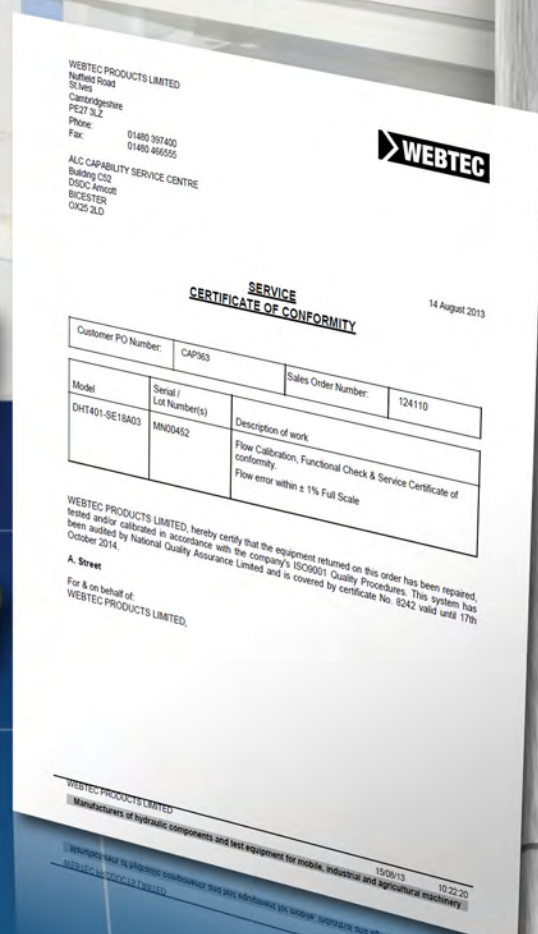 WEBTEC PRODUCTS LIMITED
Nuffield Road
St.Ives
Cambridgeshire
PE27 3LZ
Phone: 01480 397400
Fax: 01480 466555
WEBTEC
ALC CAPABILITY SERVICE CENTRE
Building C52
DSDC Arncott
BICESTER
OX25 2LD
14 August 2013
SERVICE
CERTIFICATE OF CONFORMITY
Customer PO Number: CAP363 Sales Order Number: 124110
Model Serial / Lot Number(s) Description of work
DHT401-SE18A03 MN00452 Flow Calibration, Functional Check & Service Certificate of
conformity.
Flow error within ± 1% Full Scale
WEBTEC PRODUCTS LIMITED, hereby certify that the equipment returned on this order has been repaired,
tested and/or calibrated in accordance with the company's ISO9001 Quality Procedures. This system has
been audited by National Quality Assurance Limited and is covered by certificate No. 8242 valid until 17th
October 2014.
A. Street
For & on behalf of:
WEBTEC PRODUCTS LIMITED,
WEBTEC PRODUCTS LIMITED 15/08/13 10:22:20
Manufacturers of hydraulic components and test equipment for mobile, industrial and agricultural machinery